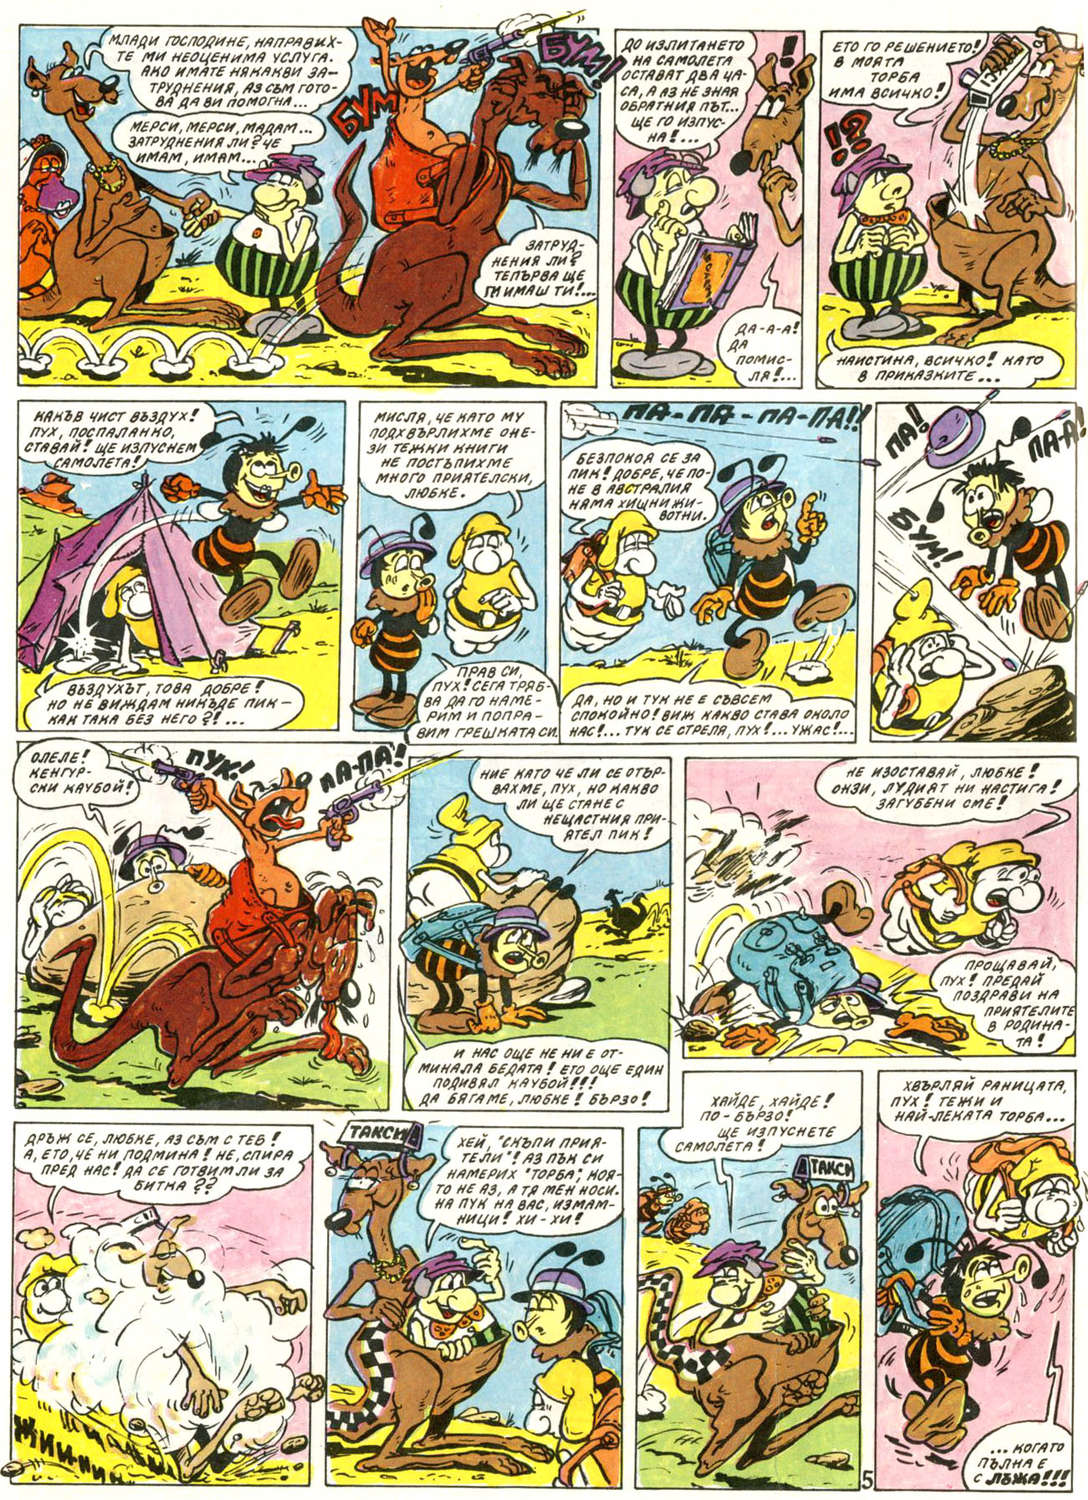 МЛАДИ ГОСПОДИНЕ, НАПРАВИХ-
ТЕ МИ НЕОЦЕНИМА УСЛУГА.
АКО ИМАТЕ НЯКАКВИ ЗА-
ТРУДНЕНИЯ, АЗ СЪМ ГОТО-
ВА ДА ВИ ПОМОГНА...
МЕРСИ, МЕРСИ, МАДАМ...
ЗАТРУДНЕНИЯ ЛИ? ЧЕ
ИМАМ, ИМАМ...
БУМ
БУМ!
ЗАТРУД-
НЕНИЯ ЛИ?
ТЕПЪРВА ЩЕ
ГИ ИМАШ ТИ!...
ДО ИЗЛИТАНЕТО
НА САМОЛЕТА
ОСТАВАТ ДВА ЧА-
СА, А АЗ НЕ ЗНАЯ
ОБРАТНИЯ ПЪТ...
ЩЕ ГО ИЗПУС-
НА!...
!
ДА-А-А!
ДА
ПОМИС-
ЛЯ!...
ЕТО ГО РЕШЕНИЕТО!
В МОЯТА
ТОРБА
ИМА ВСИЧКО!
!?
НАИСТИНА, ВСИЧКО! КАТО
В ПРИКАЗКИТЕ...
КАКЪВ ЧИСТ ВЪЗДУХ!
ПУХ, ПОСПАЛАНКО,
СТАВАЙ! ЩЕ ИЗПУСНЕМ
САМОЛЕТА!
ВЪЗДУХЪТ, ТОВА ДОБРЕ!
НО НЕ ВИЖДАМ НИКЪДЕ ПИК-
КАК ТАКА БЕЗ НЕГО?!...
МИСЛЯ, ЧЕ КАТО МУ
ПОДХВЪРЛИХМЕ ОНЕ-
ЗИ ТЕЖКИ КНИГИ
НЕ ПОСТЪПИХМЕ
МНОГО ПРИЯТЕЛСКИ,
ЛЮБКЕ.
ПРАВ СИ,
ПУХ! СЕГА ТРЯБ-
ВА ДА ГО НАМЕ-
РИМ И ПОПРА-
ВИМ ГРЕШКАТА СИ.
ПА-ПА-ПА-ПА!!
БЕЗПОКОЯ СЕ ЗА
ПИК! ДОБРЕ, ЧЕ ПО-
НЕ В АВСТРАЛИЯ
НЯМА ХИЩНИ ЖИ-
ВОТНИ.
ДА, НО И ТУК НЕ Е СЪВСЕМ
СПОКОЙНО! ВИЖ КАКВО СТАВА ОКОЛО
НАС!... ТУК СЕ СТРЕЛЯ, ПУХ!... УЖАС!...
ПА!
ПА-А!
БУМ!
ОЛЕЛЕ!
КЕНГУР-
СКИ КАУБОЙ!
ПУК!
ПА-ПА!
НИЕ КАТО ЧЕ ЛИ СЕ ОТЪР-
ВАХМЕ, ПУХ, НО КАКВО
ЛИ ЩЕ СТАНЕ С
НЕЩАСТНИЯ ПРИ-
ЯТЕЛ ПИК!
И НАС ОЩЕ НЕ НИ Е ОТ-
МИНАЛА БЕДАТА! ЕТО ОЩЕ ЕДИН
ПОДИВЯЛ КАУБОЙ!!!
ДА БЯГАМЕ, ЛЮБКЕ! БЪРЗО!
НЕ ИЗОСТАВАЙ, ЛЮБКЕ!
ОНЗИ, ЛУДИЯТ НИ НАСТИГА!
ЗАГУБЕНИ СМЕ!
ПРОЩАВАЙ,
ПУХ! ПРЕДАЙ
ПОЗДРАВИ НА
ПРИЯТЕЛИТЕ
В РОДИНА-
ТА!
ДРЪЖ СЕ, ЛЮБКЕ, АЗ СЪМ С ТЕБ!
А, ЕТО, ЧЕ НИ ПОДМИНА! НЕ, СПИРА
ПРЕД НАС! ДА СЕ ГОТВИМ ЛИ ЗА
БИТКА??
ТАКСИ
ХЕЙ, "СКЪПИ ПРИЯ-
ТЕЛИ"! АЗ ПЪК СИ
НАМЕРИХ "ТОРБА", КОЯ-
ТО НЕ АЗ, А ТЯ МЕН НОСИ.
НА ПУК НА ВАС, ИЗМАМ-
НИЦИ! ХИ-ХИ!
ХАЙДЕ, ХАЙДЕ!
ПО-БЪРЗО!
ЩЕ ИЗПУСНЕТЕ
САМОЛЕТА!
ТАКСИ
ХВЪРЛЯЙ РАНИЦАТА,
ПУХ! ТЕЖИ И
НАЙ-ЛЕКАТА ТОРБА...
...КОГАТО
ПЪЛНА Е
С ЛЪЖА!!!
5